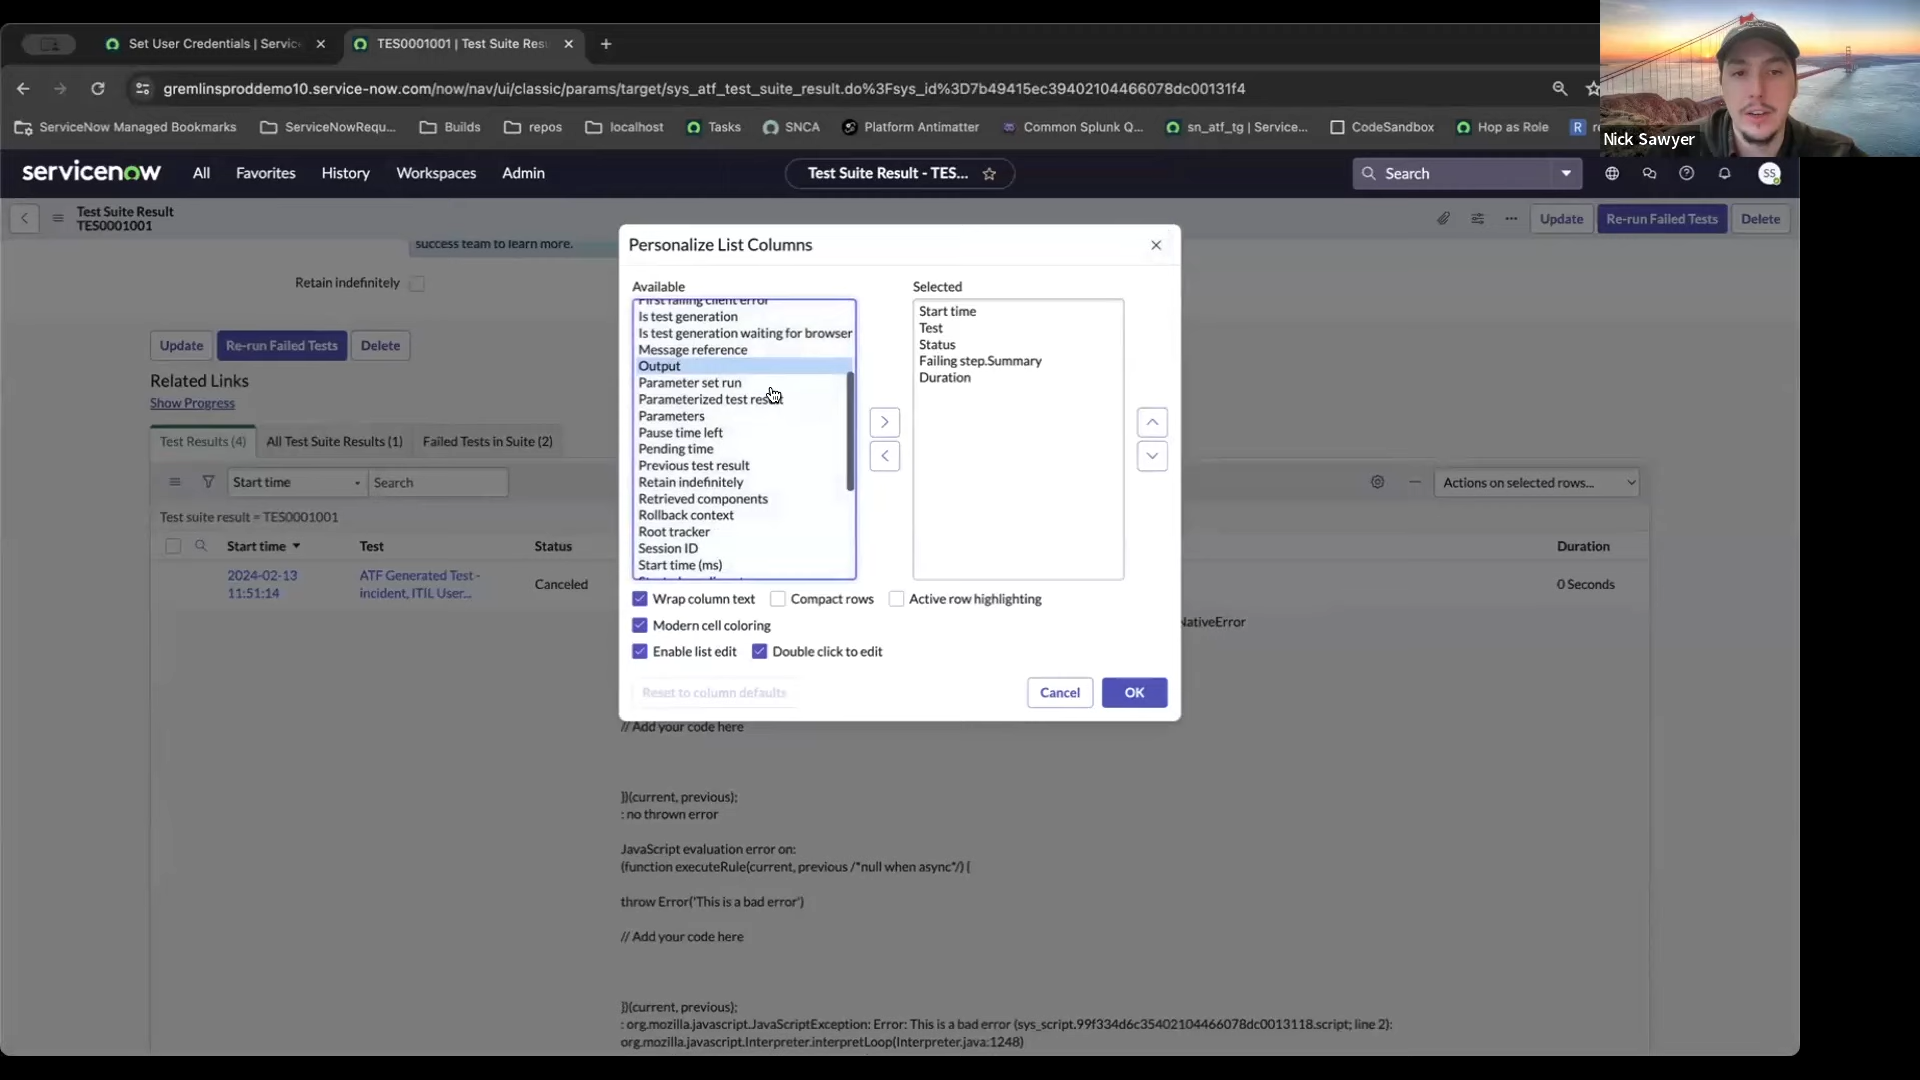 Set User Credentials | Servic
TES0001001 | Test Suite Res
gremlinsproddemo10.service-now.com/now/nav/ui/classic/params/target/sys_atf_test_suite_result.do%3Fsys_id%3D7b49415ec39402104466078dc00131f4
ServiceNow Managed Bookmarks
ServiceNowRequ...
Builds
repos
localhost
Tasks
SNCA
Platform Antimatter
Common Splunk Q...
sn_atf_tg | Service...
CodeSandbox
Hop as Role
R
Nick Sawyer
servicenow
All
Favorites
History
Workspaces
Admin
Test Suite Result - TES...
Search
SS
Test Suite Result
TES0001001
Update
Re-run Failed Tests
Delete
success team to learn more.
Retain indefinitely
Update
Re-run Failed Tests
Delete
Related Links
Show Progress
Test Results (4)
All Test Suite Results (1)
Failed Tests in Suite (2)
Start time
Search
Actions on selected rows...
Test suite result = TES0001001
Start time
Test
Status
Duration
2024-02-13
11:51:14
ATF Generated Test -
incident, ITIL User...
Canceled
0 Seconds
Personalize List Columns
Available
First failing client error
Is test generation
Is test generation waiting for browser
Message reference
Output
Parameter set run
Parameterized test result
Parameters
Pause time left
Pending time
Previous test result
Retain indefinitely
Retrieved components
Rollback context
Root tracker
Session ID
Start time (ms)
Selected
Start time
Test
Status
Failing step.Summary
Duration
Wrap column text
Compact rows
Active row highlighting
Modern cell coloring
Enable list edit
Double click to edit
Reset to column defaults
Cancel
OK
NativeError
// Add your code here
})(current, previous);
: no thrown error
JavaScript evaluation error on:
(function executeRule(current, previous /*null when async*/) {
throw Error('This is a bad error')
// Add your code here
})(current, previous);
: org.mozilla.javascript.JavaScriptException: Error: This is a bad error (sys_script.99f334d6c35402104466078dc0013118.script; line 2):
org.mozilla.javascript.Interpreter.interpretLoop(Interpreter.java:1248)